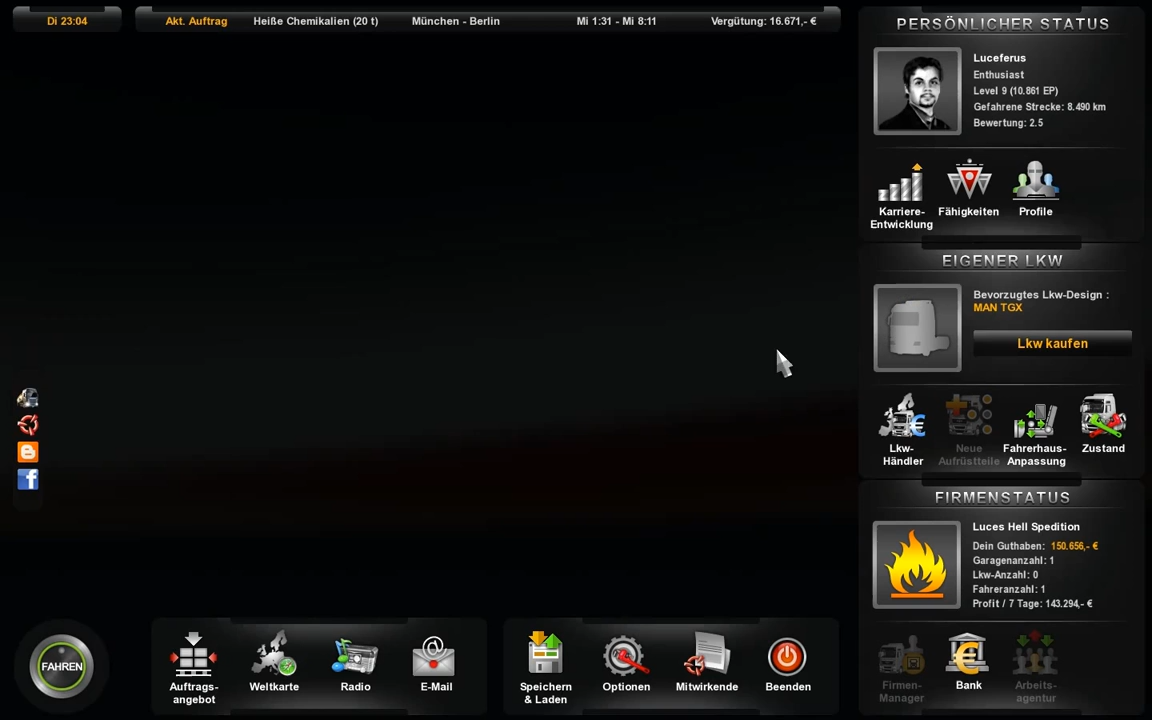 Di 23:04
Akt. Auftrag Heiße Chemikalien (20 t) München - Berlin Mi 1:31 - Mi 8:11 Vergütung: 16.671,- €
PERSÖNLICHER STATUS
Luceferus
Enthusiast
Level 9 (10.861 EP)
Gefahrene Strecke: 8.490 km
Bewertung: 2.5
Karriere-
Entwicklung
Fähigkeiten
Profile
EIGENER LKW
Bevorzugtes Lkw-Design :
MAN TGX
Lkw kaufen
Lkw-
Händler
Neue
Aufrüstteile
Fahrerhaus-
Anpassung
Zustand
FIRMENSTATUS
Luces Hell Spedition
Dein Guthaben: 150.656,- €
Garagenanzahl: 1
Lkw-Anzahl: 0
Fahreranzahl: 1
Profit / 7 Tage: 143.294,- €
Firmen-
Manager
Bank
Arbeits-
agentur
FAHREN
Auftrags-
angebot
Weltkarte
Radio
E-Mail
Speichern
& Laden
Optionen
Mitwirkende
Beenden